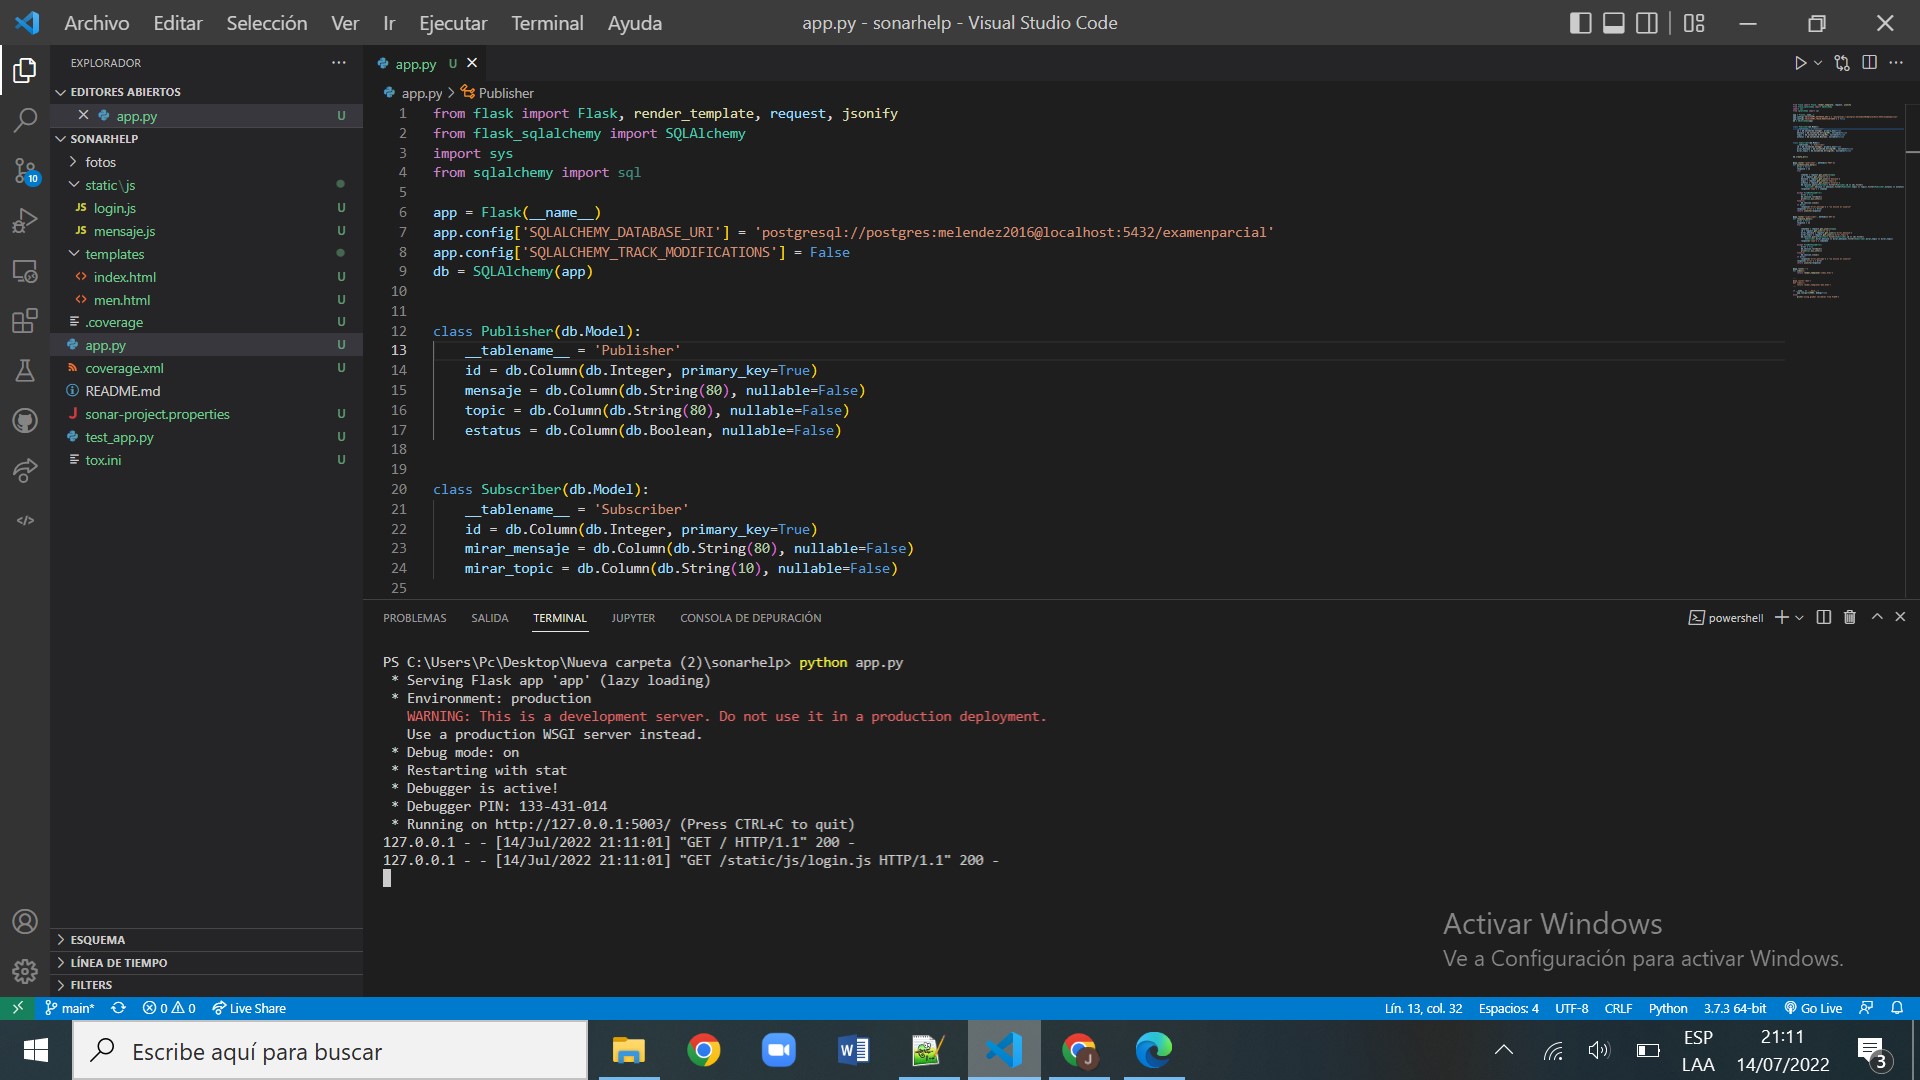 Archivo Editar Selección Ver Ir Ejecutar Terminal Ayuda
app.py - sonarhelp - Visual Studio Code
EXPLORADOR
EDITORES ABIERTOS
app.py U
SONARHELP
fotos
static\js
JS login.js U
JS mensaje.js U
templates
index.html U
men.html U
.coverage U
app.py U
coverage.xml U
README.md
sonar-project.properties U
test_app.py U
tox.ini U
10
ESQUEMA
LÍNEA DE TIEMPO
FILTERS
app.py U
app.py > Publisher
1 from flask import Flask, render_template, request, jsonify
2 from flask_sqlalchemy import SQLAlchemy
3 import sys
4 from sqlalchemy import sql
5
6 app = Flask(__name__)
7 app.config['SQLALCHEMY_DATABASE_URI'] = 'postgresql://postgres:melendez2016@localhost:5432/examenparcial'
8 app.config['SQLALCHEMY_TRACK_MODIFICATIONS'] = False
9 db = SQLAlchemy(app)
10
11
12 class Publisher(db.Model):
13 __tablename__ = 'Publisher'
14 id = db.Column(db.Integer, primary_key=True)
15 mensaje = db.Column(db.String(80), nullable=False)
16 topic = db.Column(db.String(80), nullable=False)
17 estatus = db.Column(db.Boolean, nullable=False)
18
19
20 class Subscriber(db.Model):
21 __tablename__ = 'Subscriber'
22 id = db.Column(db.Integer, primary_key=True)
23 mirar_mensaje = db.Column(db.String(80), nullable=False)
24 mirar_topic = db.Column(db.String(10), nullable=False)
25
PROBLEMAS SALIDA TERMINAL JUPYTER CONSOLA DE DEPURACIÓN
powershell
PS C:\Users\Pc\Desktop\Nueva carpeta (2)\sonarhelp> python app.py
* Serving Flask app 'app' (lazy loading)
* Environment: production
WARNING: This is a development server. Do not use it in a production deployment.
Use a production WSGI server instead.
* Debug mode: on
* Restarting with stat
* Debugger is active!
* Debugger PIN: 133-431-014
* Running on http://127.0.0.1:5003/ (Press CTRL+C to quit)
127.0.0.1 - - [14/Jul/2022 21:11:01] "GET / HTTP/1.1" 200 -
127.0.0.1 - - [14/Jul/2022 21:11:01] "GET /static/js/login.js HTTP/1.1" 200 -
Activar Windows
Ve a Configuración para activar Windows.
main* 0 0 Live Share
Lín. 13, col. 32 Espacios: 4 UTF-8 CRLF Python 3.7.3 64-bit Go Live
Escribe aquí para buscar
J
ESP
LAA
21:11
14/07/2022
3